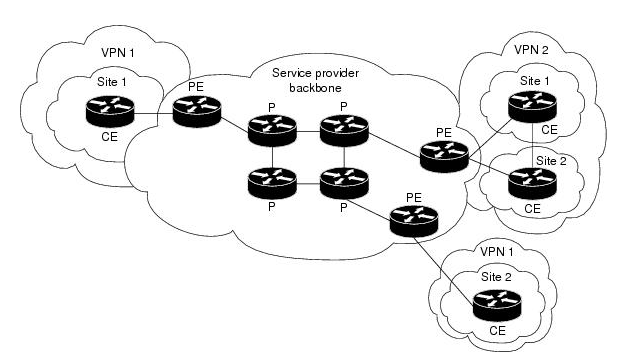 VPN 1
Site 1
CE
PE
Service provider
backbone
P
P
P
P
PE
PE
VPN 2
Site 1
CE
Site 2
CE
VPN 1
Site 2
CE